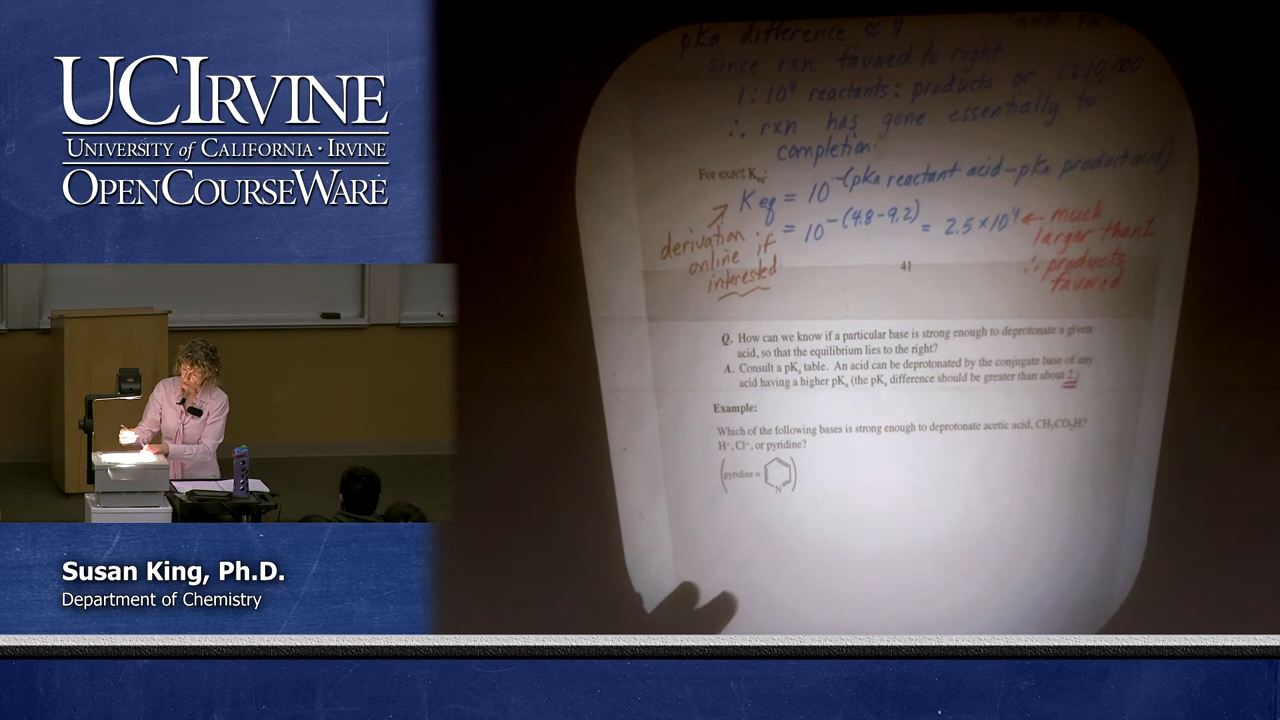 UCIRVINE
UNIVERSITY of CALIFORNIA · IRVINE
OPENCOURSEWARE
Susan King, Ph.D.
Department of Chemistry
pKa difference ≈ 4
since rxn. favored to right
1:10⁴ reactants: products or 1:10,000
∴ rxn has gone essentially to
completion.
For exact Keq:
Keq = 10^-(pKa reactant acid - pKa product acid)
= 10^-(4.8-9.2) = 2.5×10⁴ ← much
larger than 1
∴ products
favored
derivation
online if
interested
41
Q. How can we know if a particular base is strong enough to deprotonate a given
acid, so that the equilibrium lies to the right?
A. Consult a pKa table. An acid can be deprotonated by the conjugate base of any
acid having a higher pKa (the pKa difference should be greater than about 2.)
Example:
Which of the following bases is strong enough to deprotonate acetic acid, CH₃CO₂H?
H⁻, Cl⁻, or pyridine?
(pyridine = N)